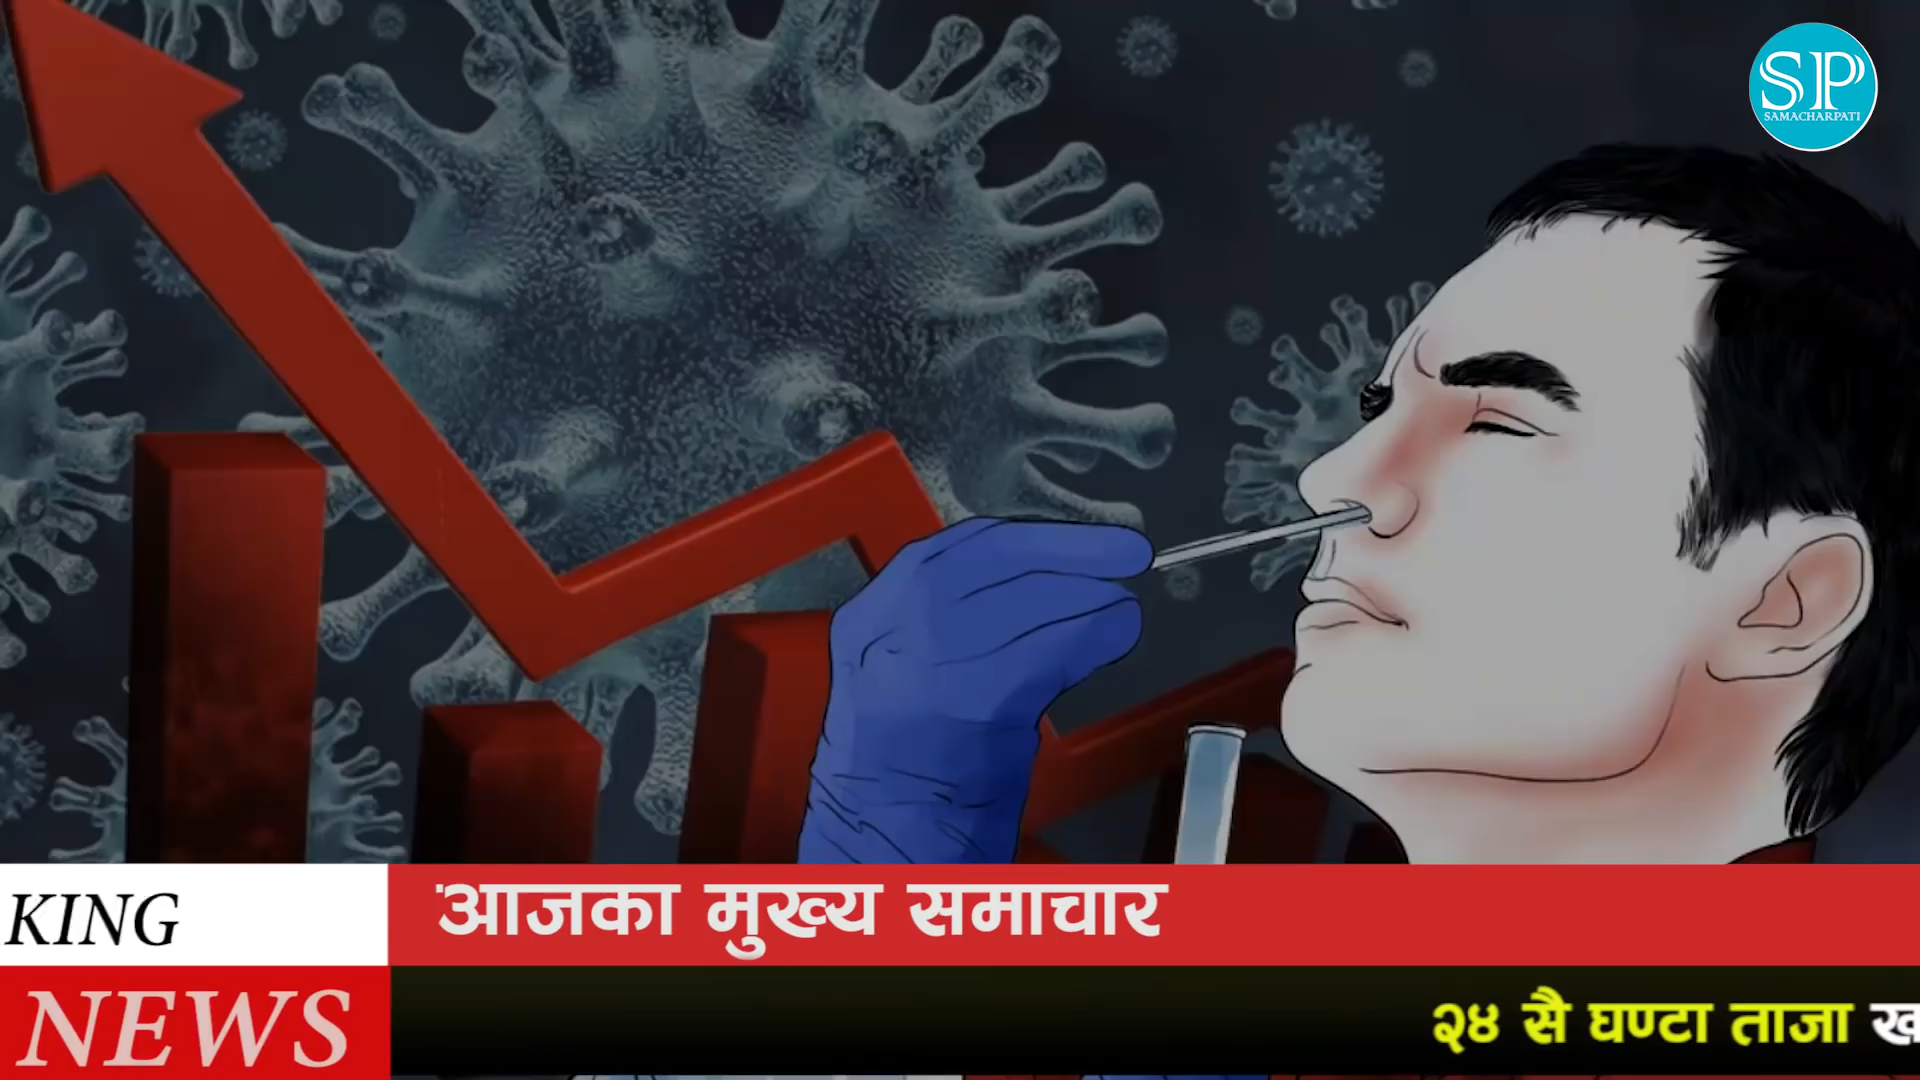 SP
SAMACHARPATI
KING
आजका मुख्य समाचार
NEWS
२४ सै घण्टा ताजा